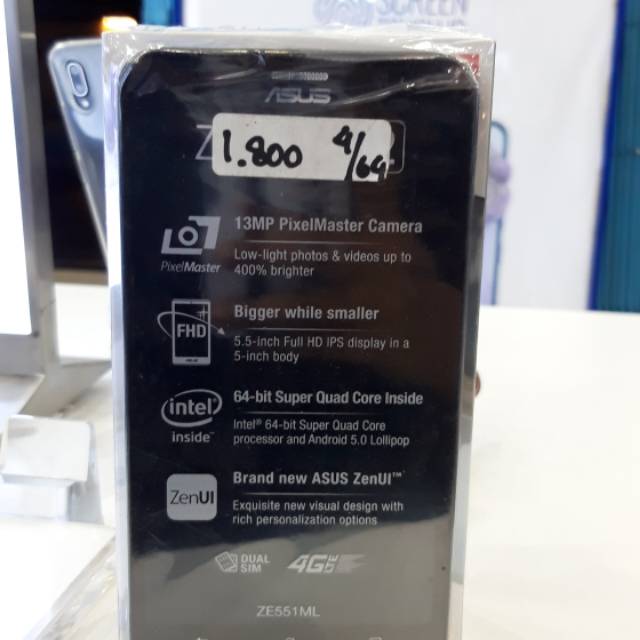 SCREEN
ASUS
Z
1.800 4/64
13MP PixelMaster Camera
Low-light photos & videos up to
400% brighter
PixelMaster
Bigger while smaller
FHD
5.5-inch Full HD IPS display in a
5-inch body
64-bit Super Quad Core Inside
intel
inside™
Intel® 64-bit Super Quad Core
processor and Android 5.0 Lollipop
Brand new ASUS ZenUI™
ZenUI
Exquisite new visual design with
rich personalization options
DUAL
SIM
4G LTE
ZE551ML